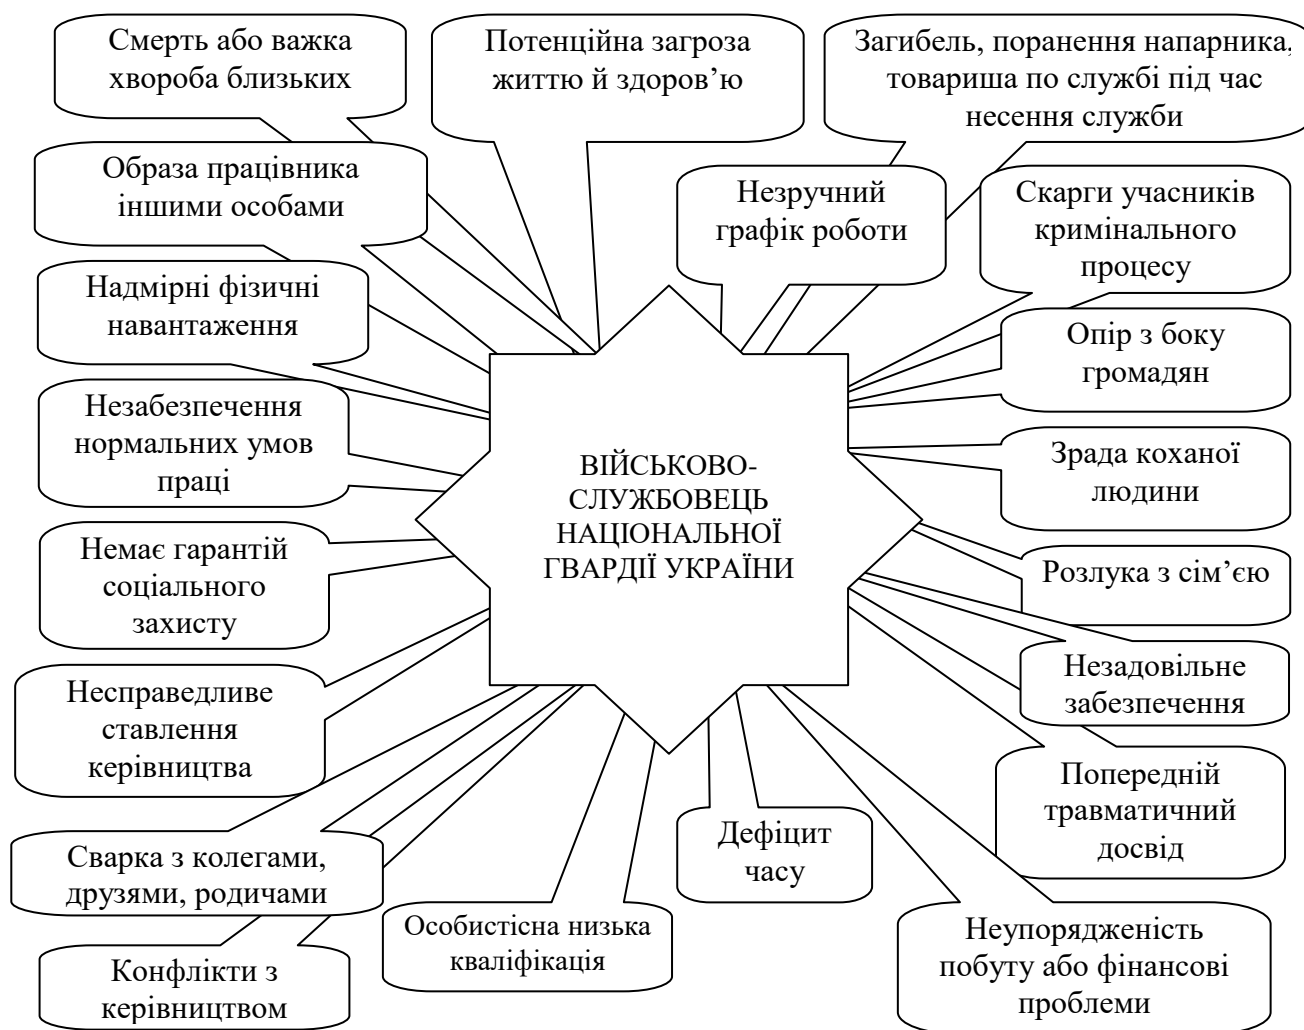 Смерть або важка
хвороба близьких
Потенційна загроза
життю й здоров’ю
Загибель, поранення напарника,
товариша по службі під час
несення служби
Образа працівника
іншими особами
Незручний
графік роботи
Скарги учасників
кримінального
процесу
Надмірні фізичні
навантаження
Опір з боку
громадян
Незабезпечення
нормальних умов
праці
ВІЙСЬКОВО-
СЛУЖБОВЕЦЬ
НАЦІОНАЛЬНОЇ
ГВАРДІЇ УКРАЇНИ
Зрада коханої
людини
Немає гарантій
соціального
захисту
Розлука з сім’єю
Несправедливе
ставлення
керівництва
Незадовільне
забезпечення
Попередній
травматичний
досвід
Сварка з колегами,
друзями, родичами
Дефіцит
часу
Особистісна низька
кваліфікація
Неупорядженість
побуту або фінансові
проблеми
Конфлікти з
керівництвом